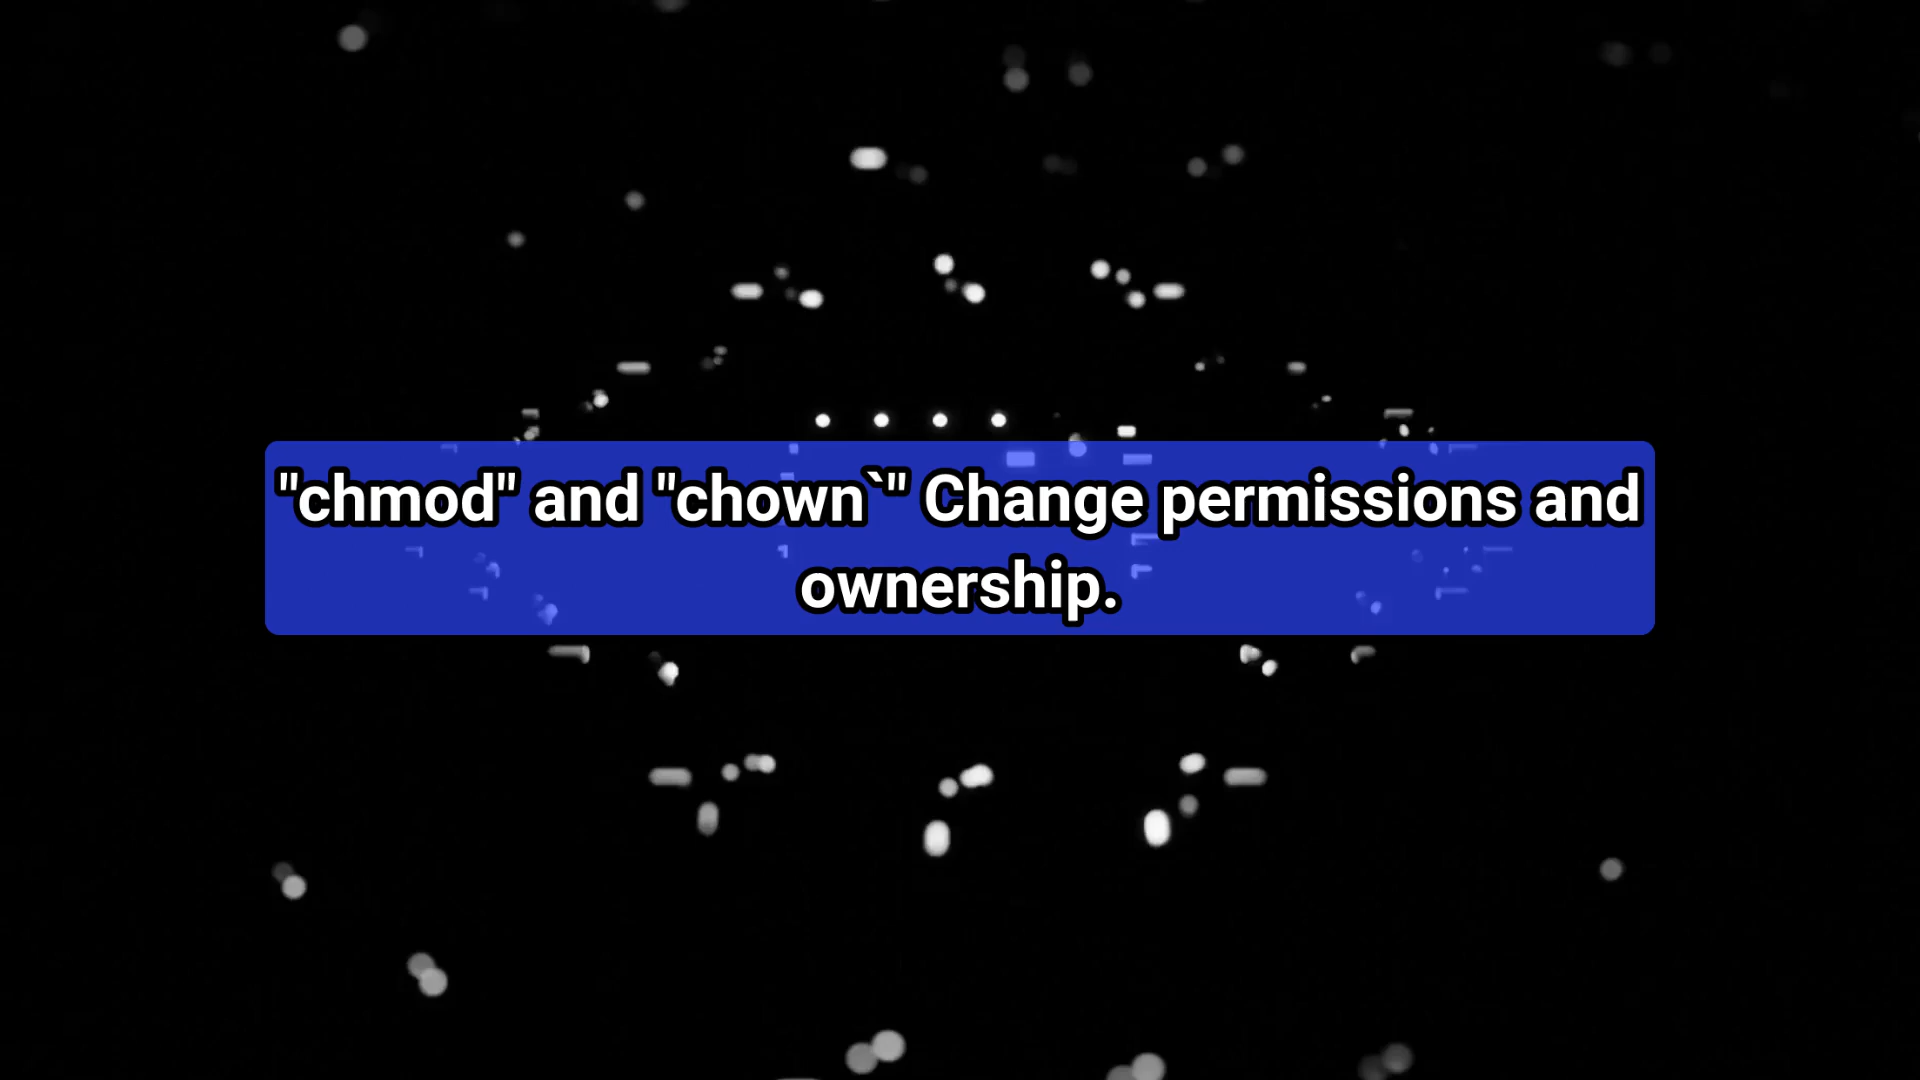 "chmod" and "chown`" Change permissions and
ownership.